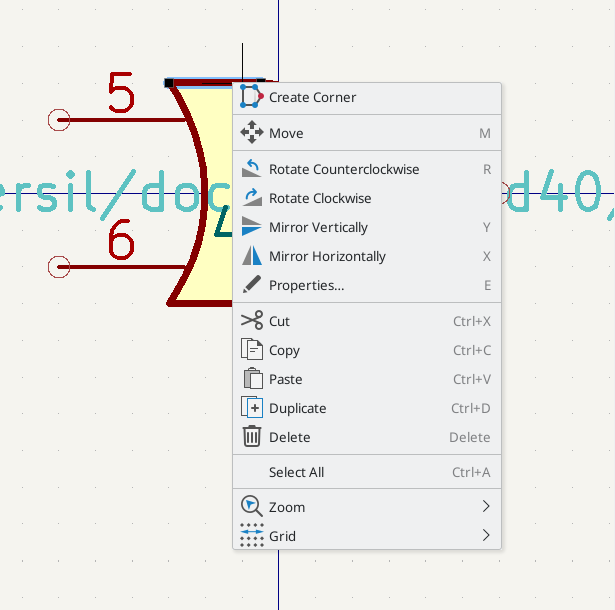 5
Create Corner
Move M
Rotate Counterclockwise R
Rotate Clockwise
ersil/doc d40/
Mirror Vertically Y
6
Mirror Horizontally X
Properties... E
Cut Ctrl+X
Copy Ctrl+C
Paste Ctrl+V
Duplicate Ctrl+D
Delete Delete
Select All Ctrl+A
Zoom
Grid